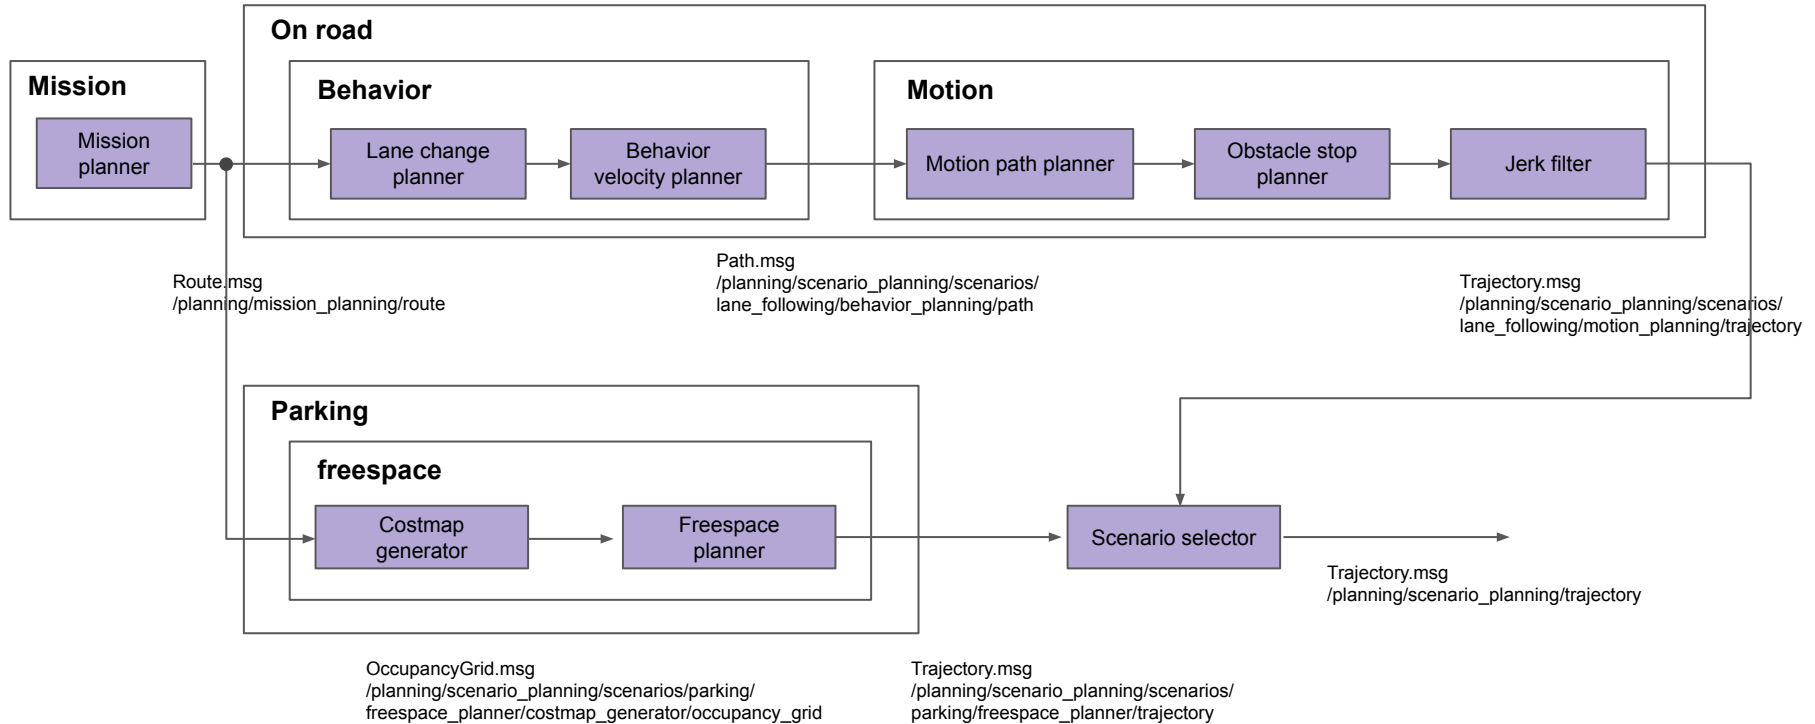 On road
Mission
Behavior
Motion
Mission
planner
Lane change
planner
Behavior
velocity planner
Motion path planner
Obstacle stop
planner
Jerk filter
Route.msg
/planning/mission_planning/route
Path.msg
/planning/scenario_planning/scenarios/
lane_following/behavior_planning/path
Trajectory.msg
/planning/scenario_planning/scenarios/
lane_following/motion_planning/trajectory
Parking
freespace
Costmap
generator
Freespace
planner
Scenario selector
Trajectory.msg
/planning/scenario_planning/trajectory
OccupancyGrid.msg
/planning/scenario_planning/scenarios/parking/
freespace_planner/costmap_generator/occupancy_grid
Trajectory.msg
/planning/scenario_planning/scenarios/
parking/freespace_planner/trajectory